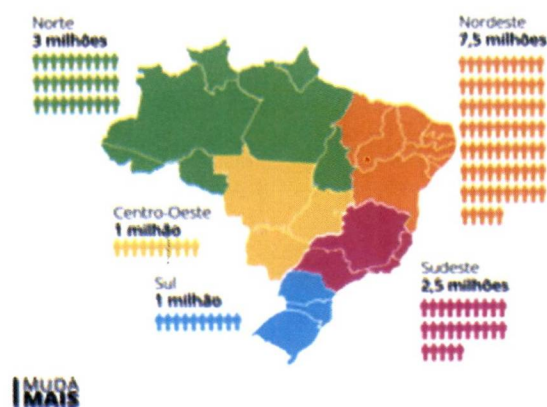 Norte
3 milhões
Nordeste
7,5 milhões
Centro-Oeste
1 milhão
Sul
1 milhão
Sudeste
2,5 milhões
MUDA
MAIS